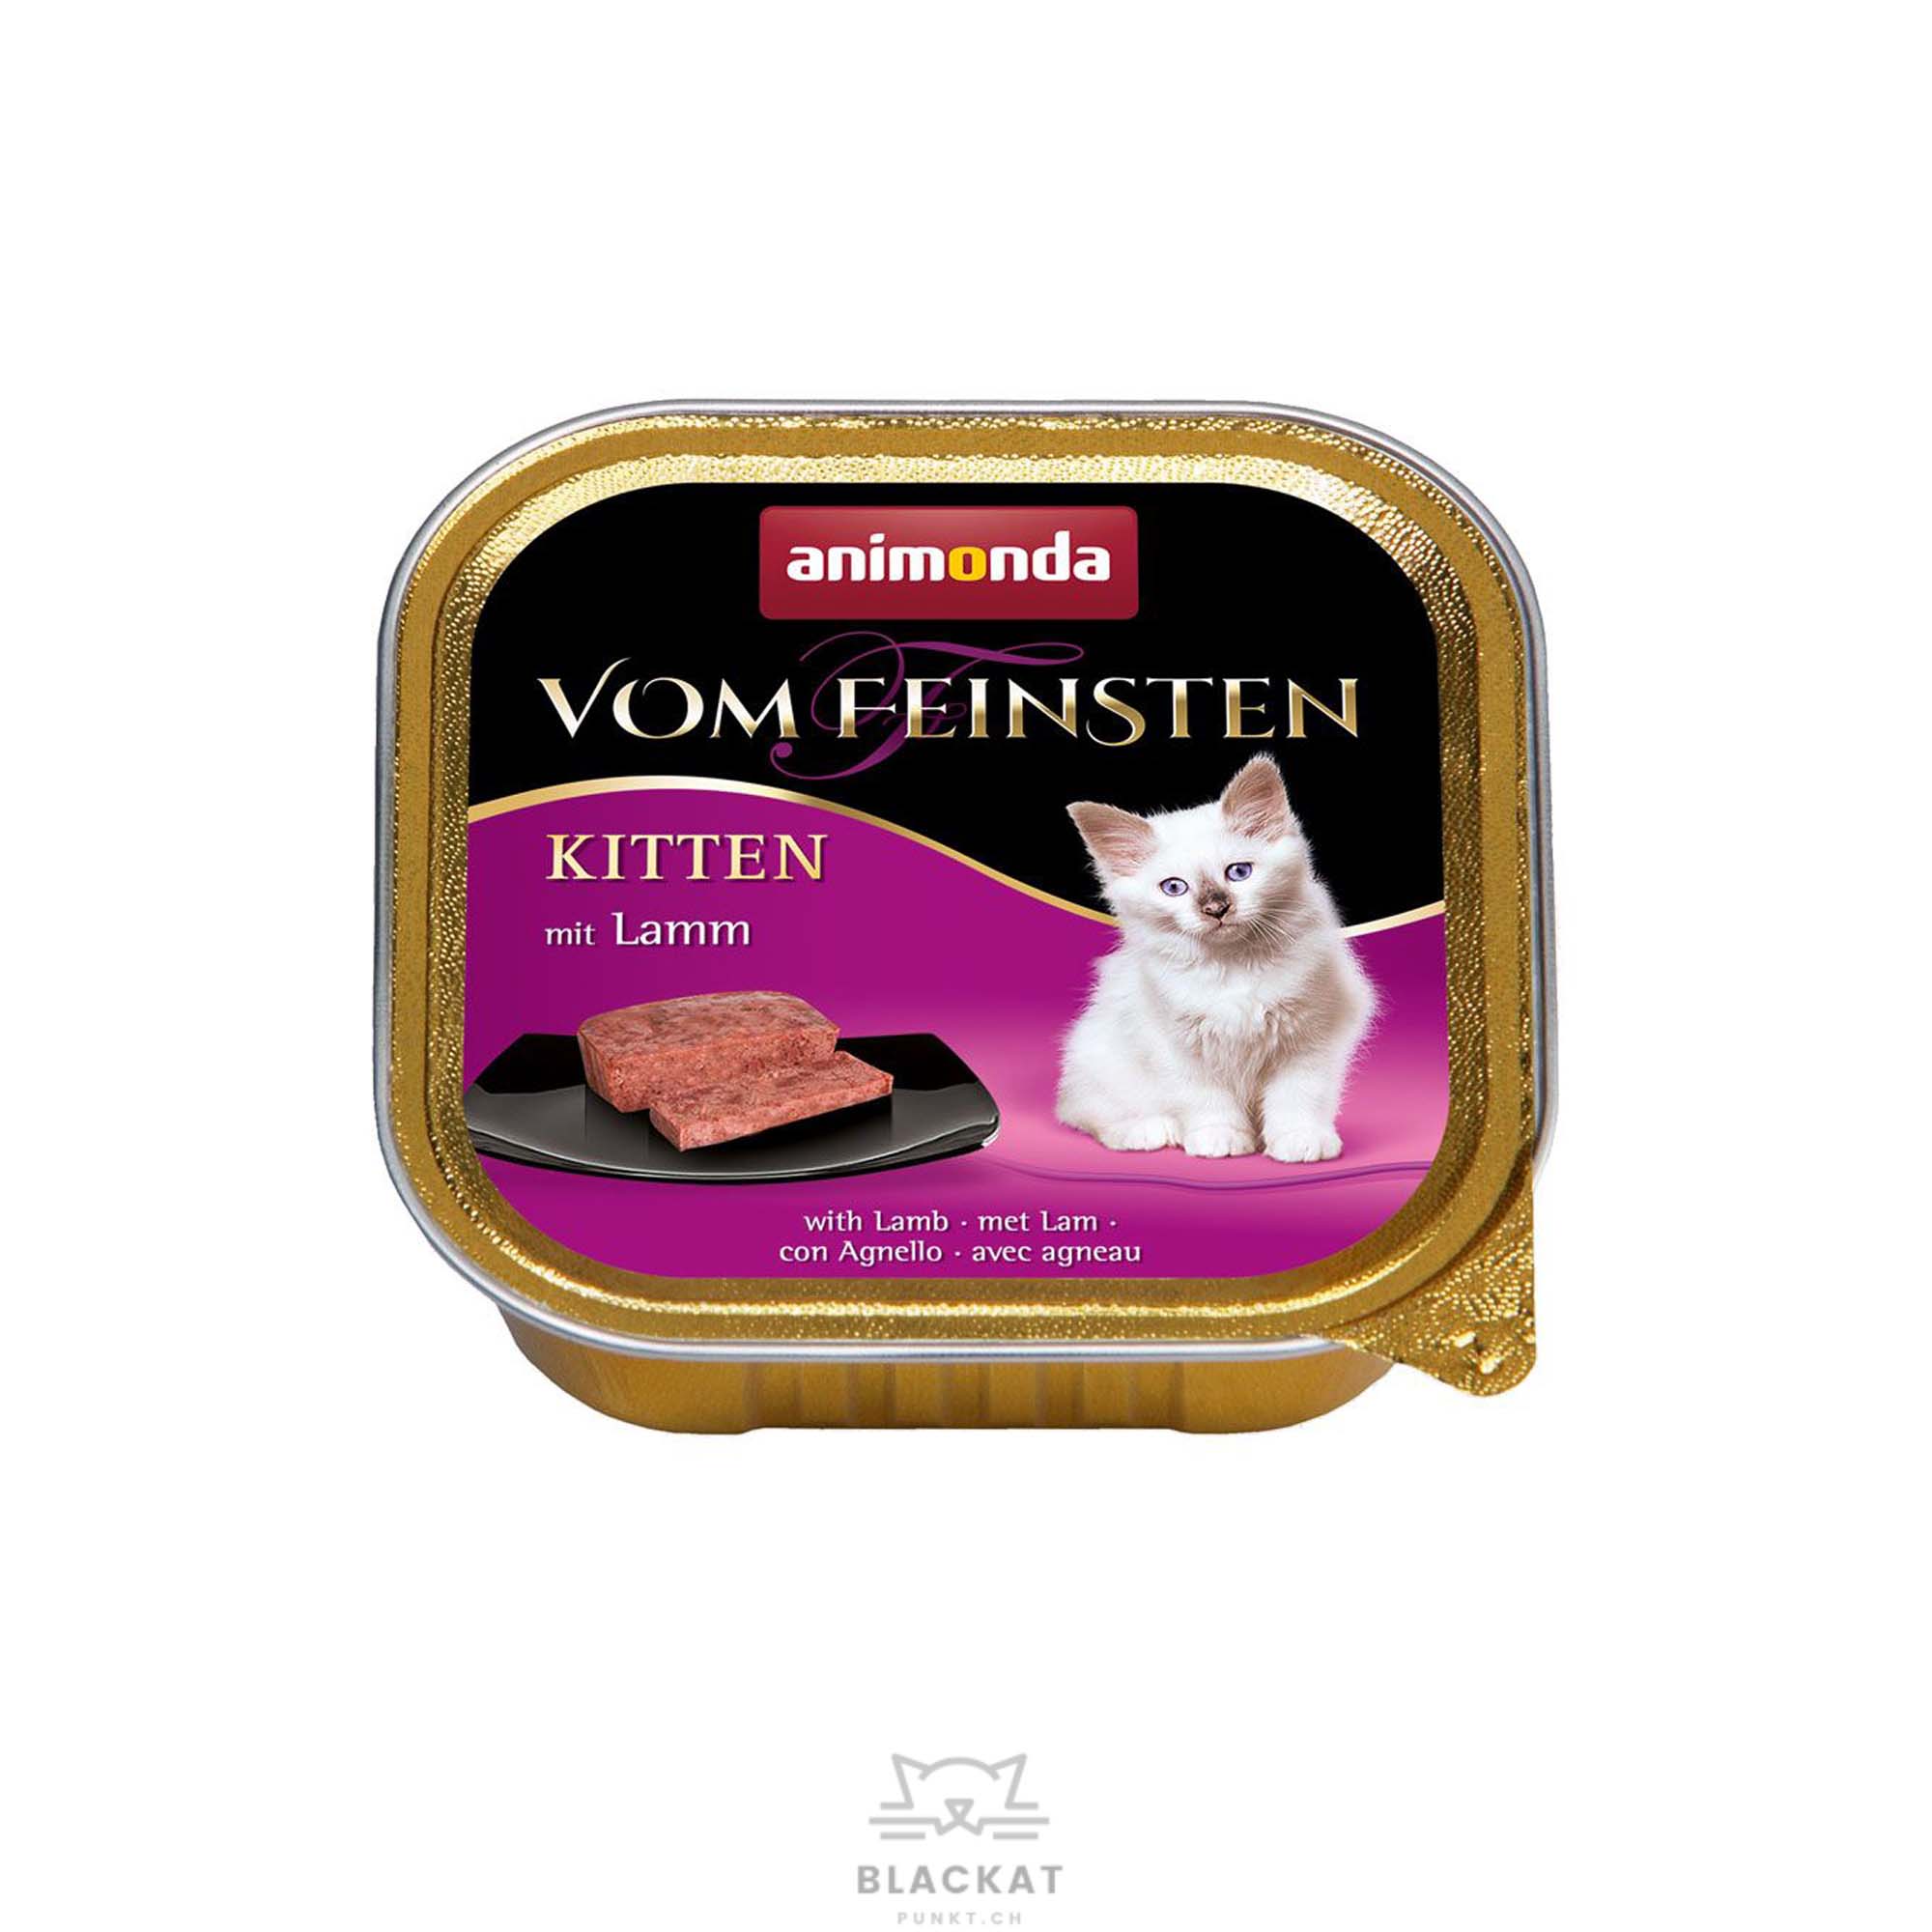 animonda
VOM FEINSTEN
KITTEN
mit Lamm
with Lamb · met Lam ·
con Agnello · avec agneau
BLACKAT
PUNKT.CH